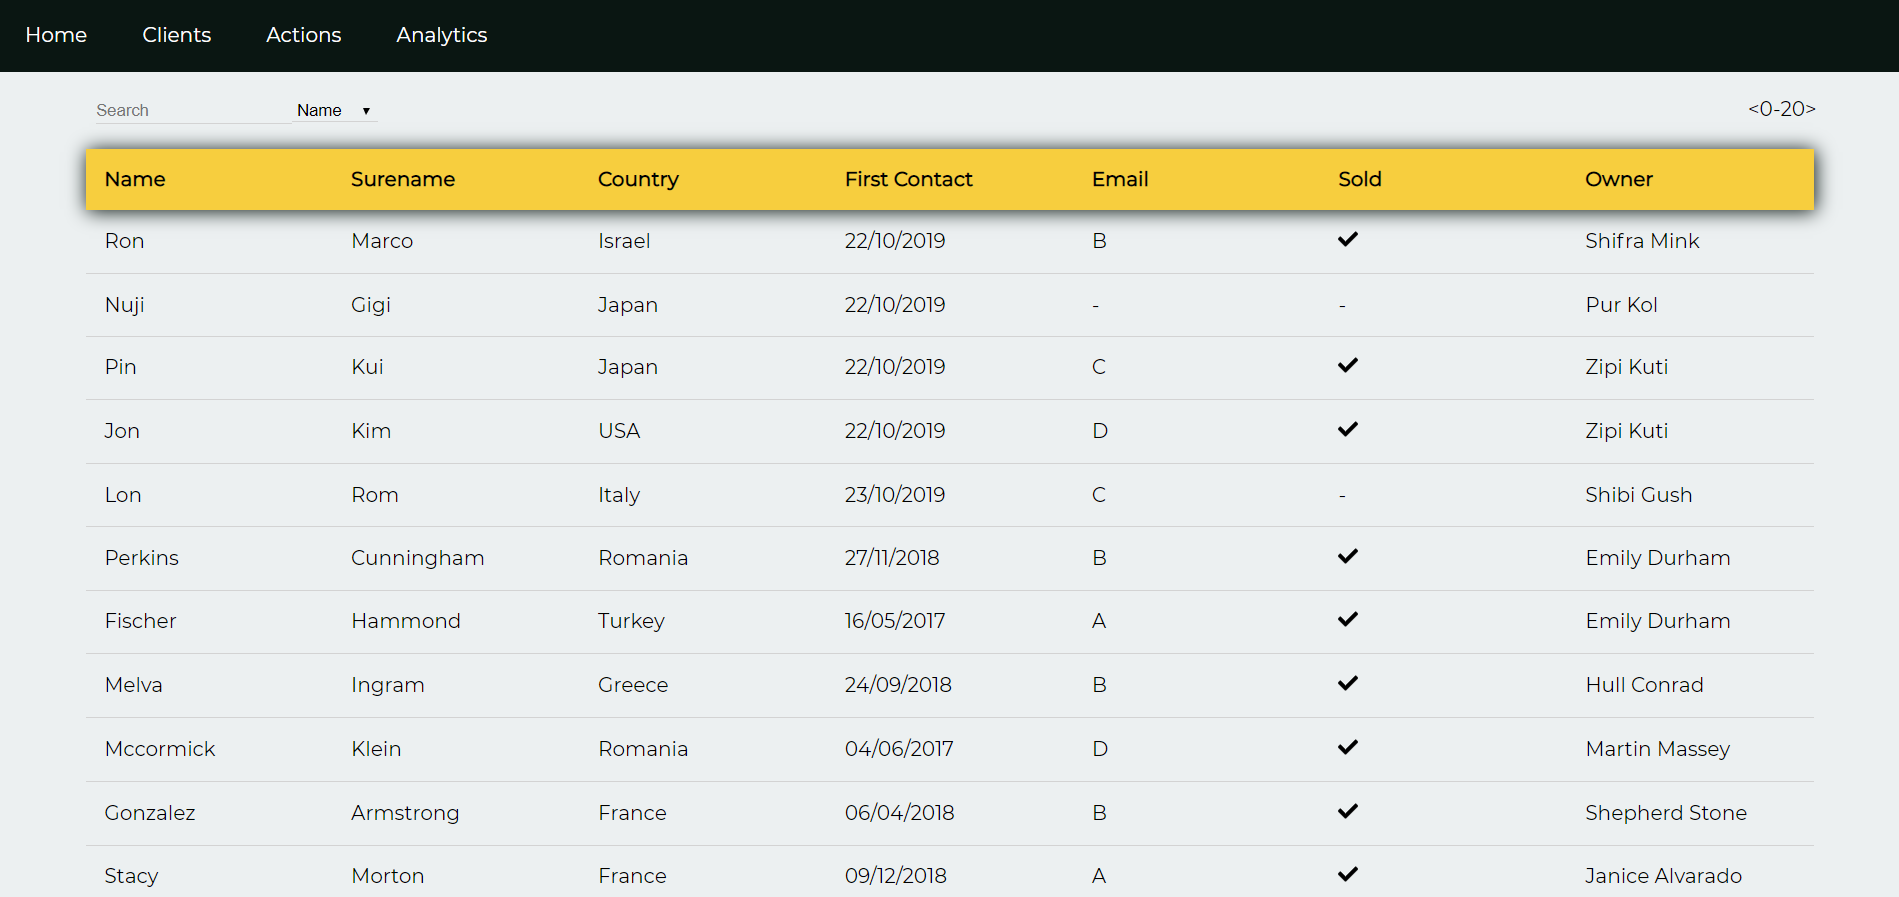 Home Clients Actions Analytics
Search Name <0-20>
Name Surename Country First Contact Email Sold Owner
Ron Marco Israel 22/10/2019 B ✔ Shifra Mink
Nuji Gigi Japan 22/10/2019 - - Pur Kol
Pin Kui Japan 22/10/2019 C ✔ Zipi Kuti
Jon Kim USA 22/10/2019 D ✔ Zipi Kuti
Lon Rom Italy 23/10/2019 C - Shibi Gush
Perkins Cunningham Romania 27/11/2018 B ✔ Emily Durham
Fischer Hammond Turkey 16/05/2017 A ✔ Emily Durham
Melva Ingram Greece 24/09/2018 B ✔ Hull Conrad
Mccormick Klein Romania 04/06/2017 D ✔ Martin Massey
Gonzalez Armstrong France 06/04/2018 B ✔ Shepherd Stone
Stacy Morton France 09/12/2018 A ✔ Janice Alvarado